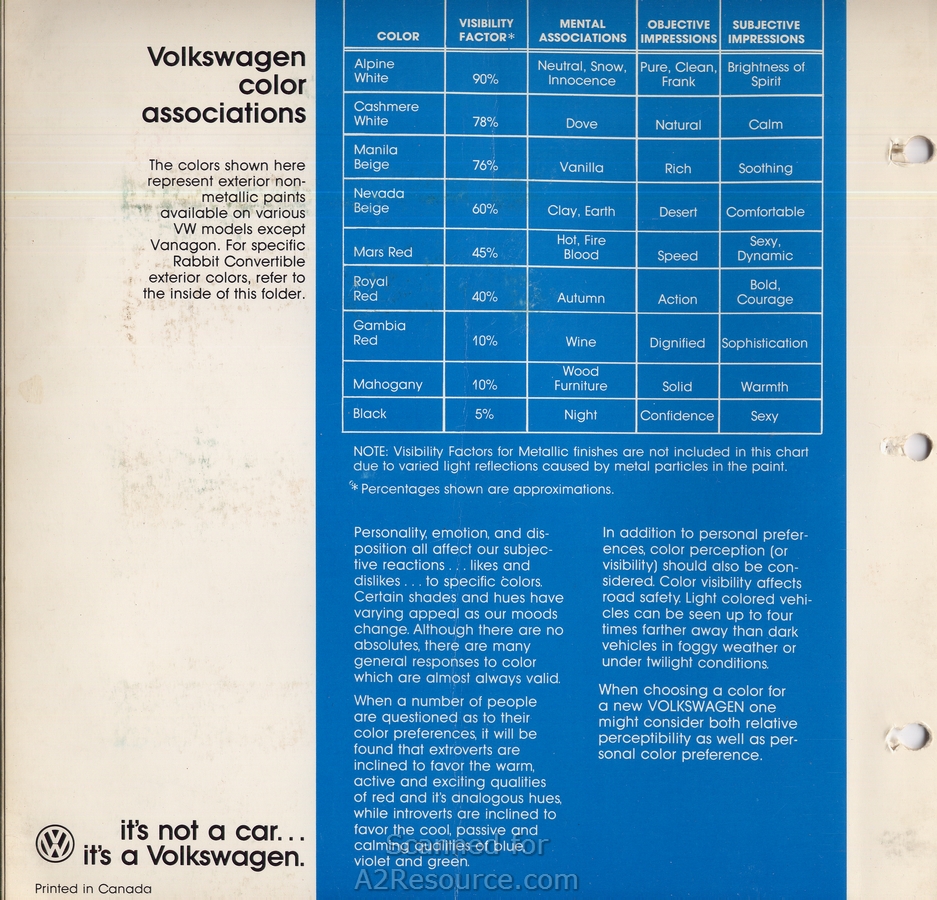 Volkswagen
color
associations
The colors shown here
represent exterior non-
metallic paints
available on various
VW models except
Vanagon. For specific
Rabbit Convertible
exterior colors, refer to
the inside of this folder.
COLOR VISIBILITY FACTOR* MENTAL ASSOCIATIONS OBJECTIVE IMPRESSIONS SUBJECTIVE IMPRESSIONS
Alpine White 90% Neutral, Snow, Innocence Pure, Clean, Frank Brightness of Spirit
Cashmere White 78% Dove Natural Calm
Manila Beige 76% Vanilla Rich Soothing
Nevada Beige 60% Clay, Earth Desert Comfortable
Mars Red 45% Hot, Fire Blood Speed Sexy, Dynamic
Royal Red 40% Autumn Action Bold, Courage
Gambia Red 10% Wine Dignified Sophistication
Mahogany 10% Wood Furniture Solid Warmth
Black 5% Night Confidence Sexy
NOTE: Visibility Factors for Metallic finishes are not included in this chart
due to varied light reflections caused by metal particles in the paint.
* Percentages shown are approximations.
Personality, emotion, and dis-
position all affect our subjec-
tive reactions . . . likes and
dislikes . . . to specific colors.
Certain shades and hues have
varying appeal as our moods
change. Although there are no
absolutes, there are many
general responses to color
which are almost always valid.
When a number of people
are questioned as to their
color preferences, it will be
found that extroverts are
inclined to favor the warm,
active and exciting qualities
of red and it's analogous hues,
while introverts are inclined to
favor the cool, passive and
calming qualities of blue,
violet and green.
In addition to personal prefer-
ences, color perception (or
visibility) should also be con-
sidered. Color visibility affects
road safety. Light colored vehi-
cles can be seen up to four
times farther away than dark
vehicles in foggy weather or
under twilight conditions.
When choosing a color for
a new VOLKSWAGEN one
might consider both relative
perceptibility as well as per-
sonal color preference.
it's not a car...
it's a Volkswagen.
Printed in Canada
Scanned for
A2Resource.com